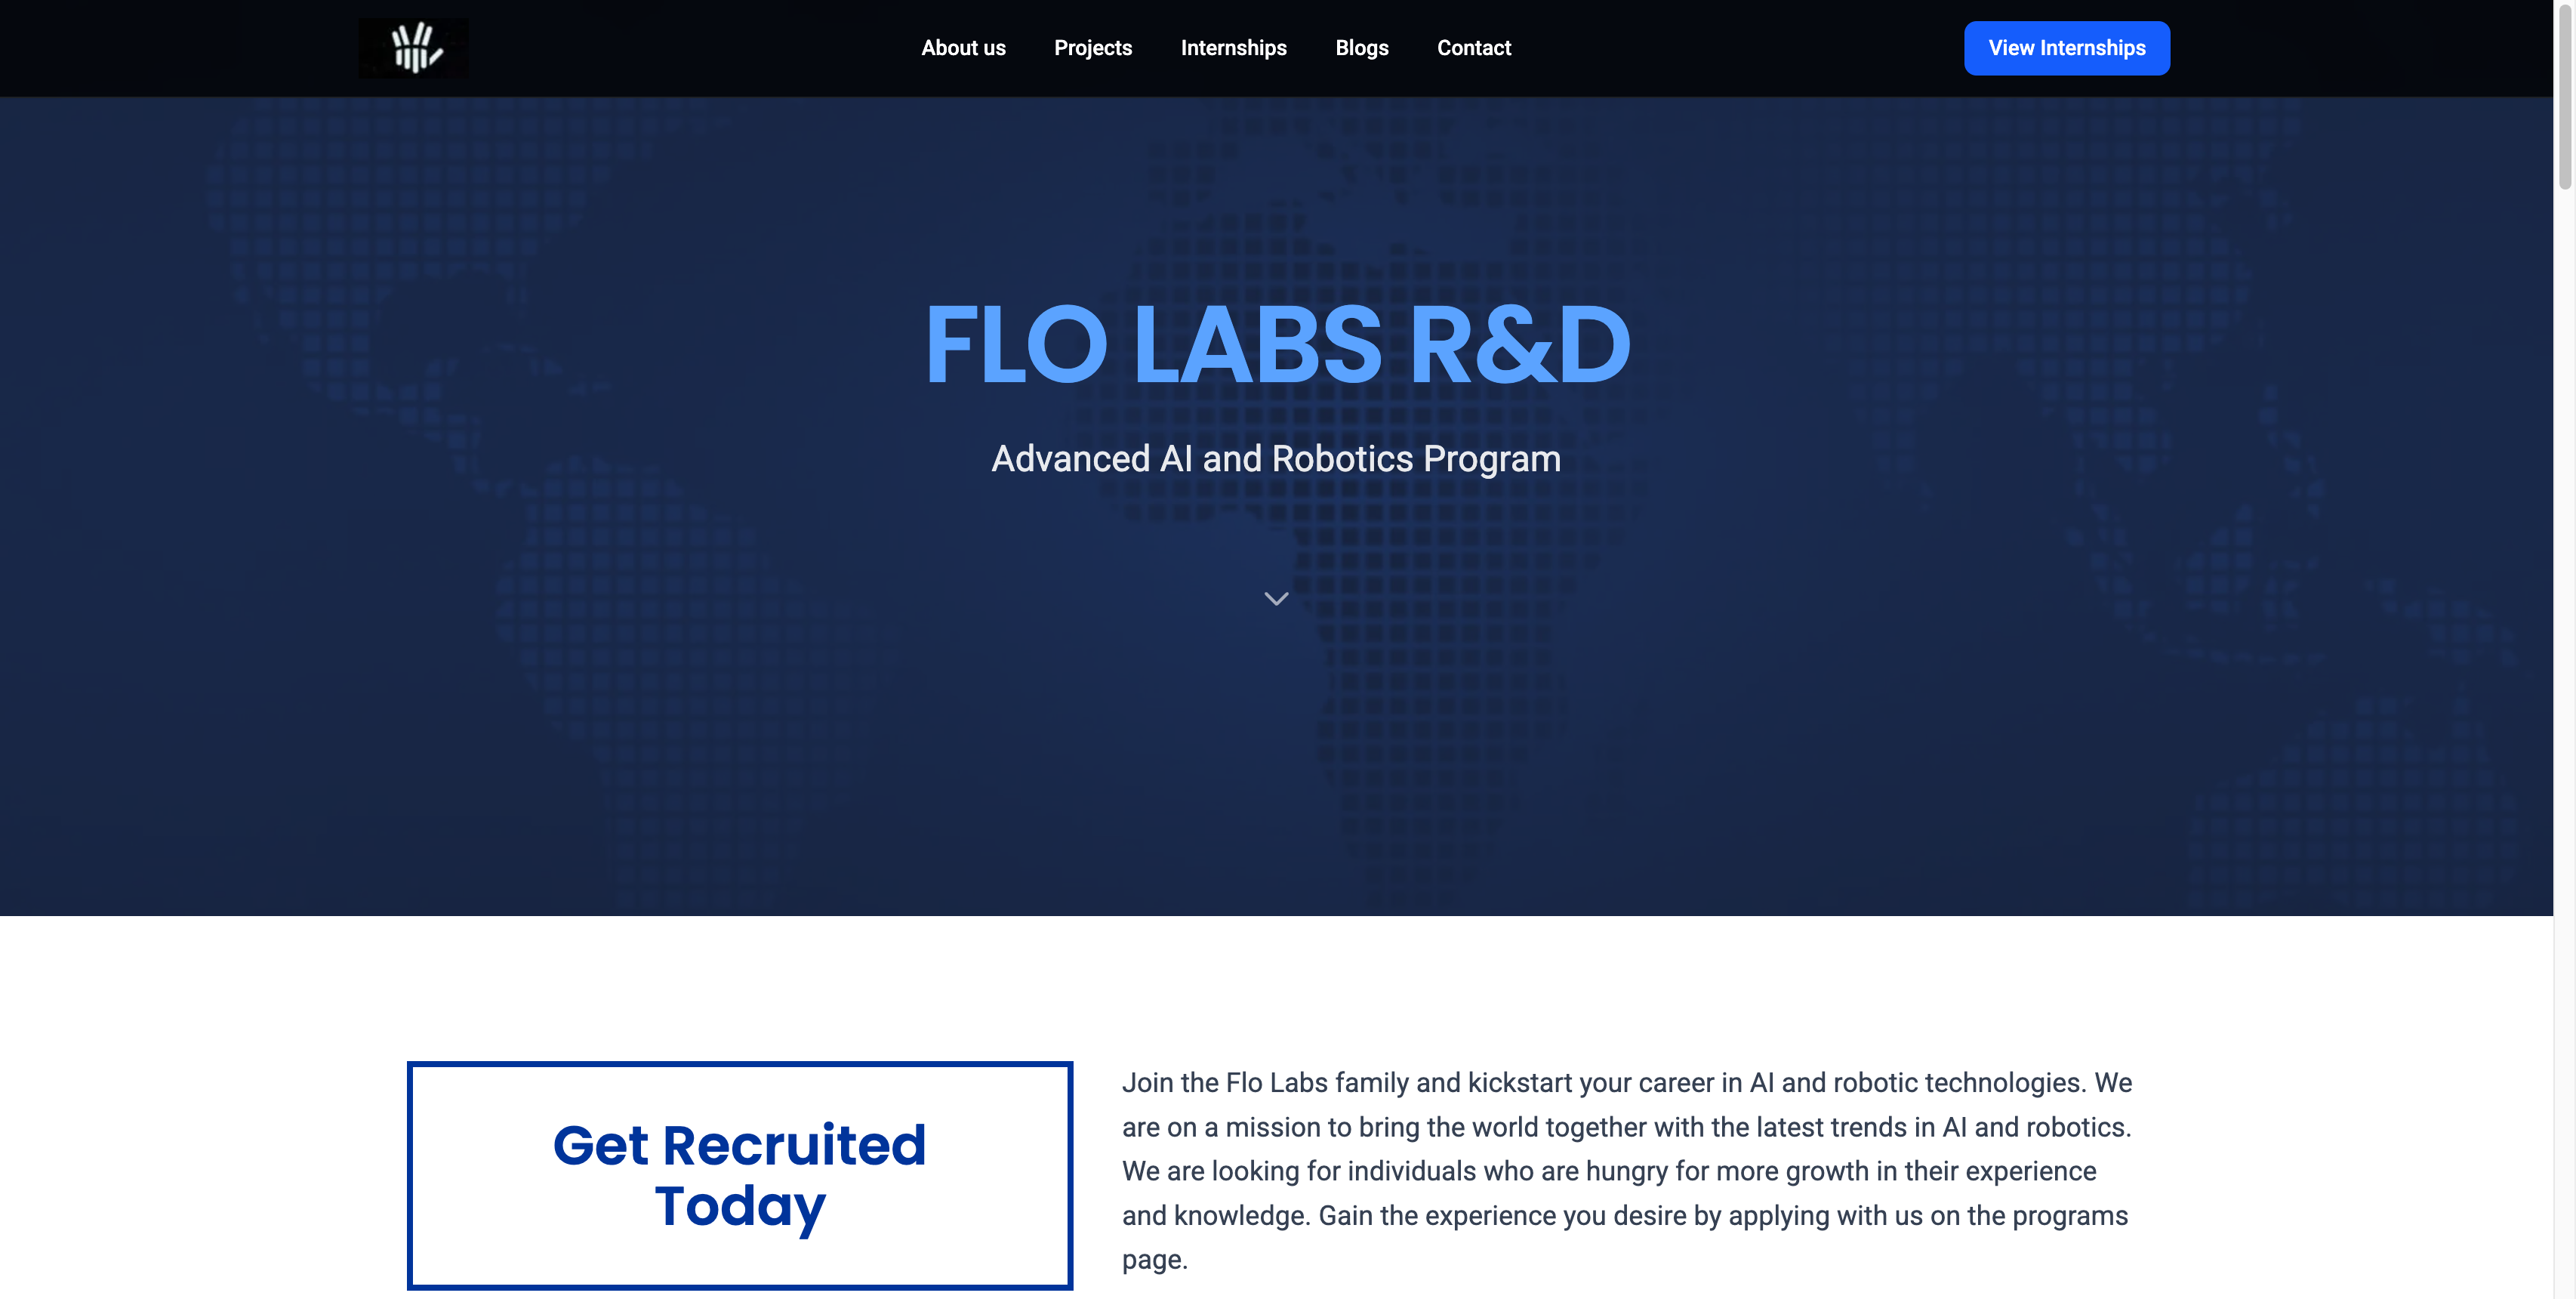 About us
Projects
Internships
Blogs
Contact
View Internships
FLO LABS R&D
Advanced AI and Robotics Program
Get Recruited
Today
Join the Flo Labs family and kickstart your career in AI and robotic technologies. We
are on a mission to bring the world together with the latest trends in AI and robotics.
We are looking for individuals who are hungry for more growth in their experience
and knowledge. Gain the experience you desire by applying with us on the programs
page.